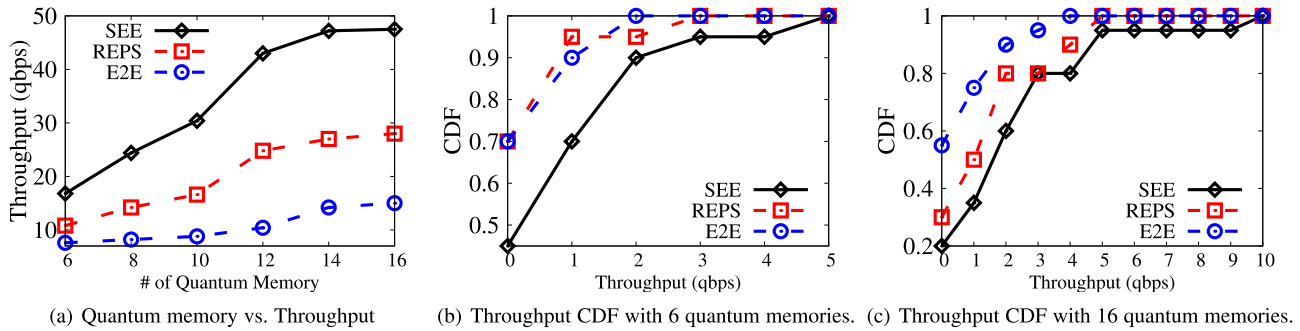 50
40
30
20
10
6 8 10 12 14 16
Throughput (qbps)
# of Quantum Memory
SEE
REPS
E2E
(a) Quantum memory vs. Throughput
1
0.9
0.8
0.7
0.6
0.5
0 1 2 3 4 5
CDF
Throughput (qbps)
SEE
REPS
E2E
(b) Throughput CDF with 6 quantum memories.
1
0.8
0.6
0.4
0.2
0 1 2 3 4 5 6 7 8 9 10
CDF
Throughput (qbps)
SEE
REPS
E2E
(c) Throughput CDF with 16 quantum memories.